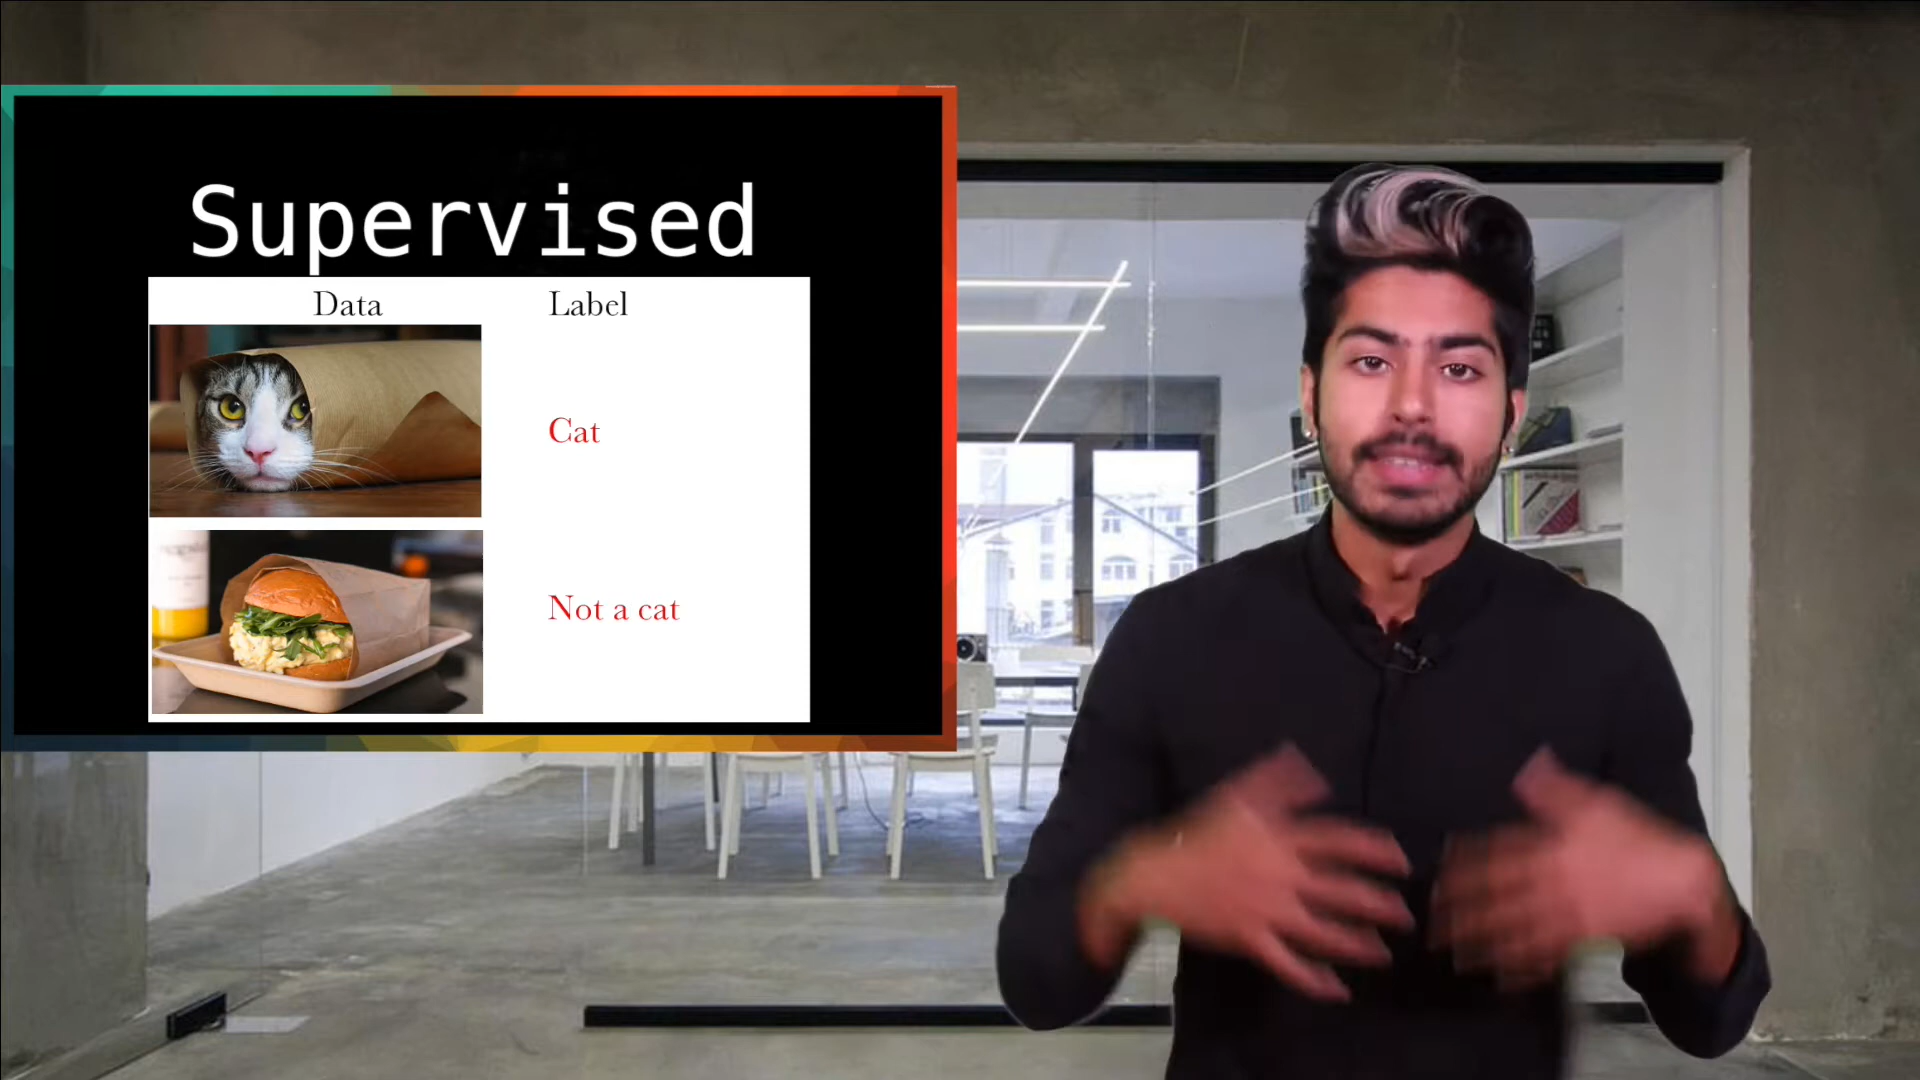 Supervised
Data Label
Cat
Not a cat